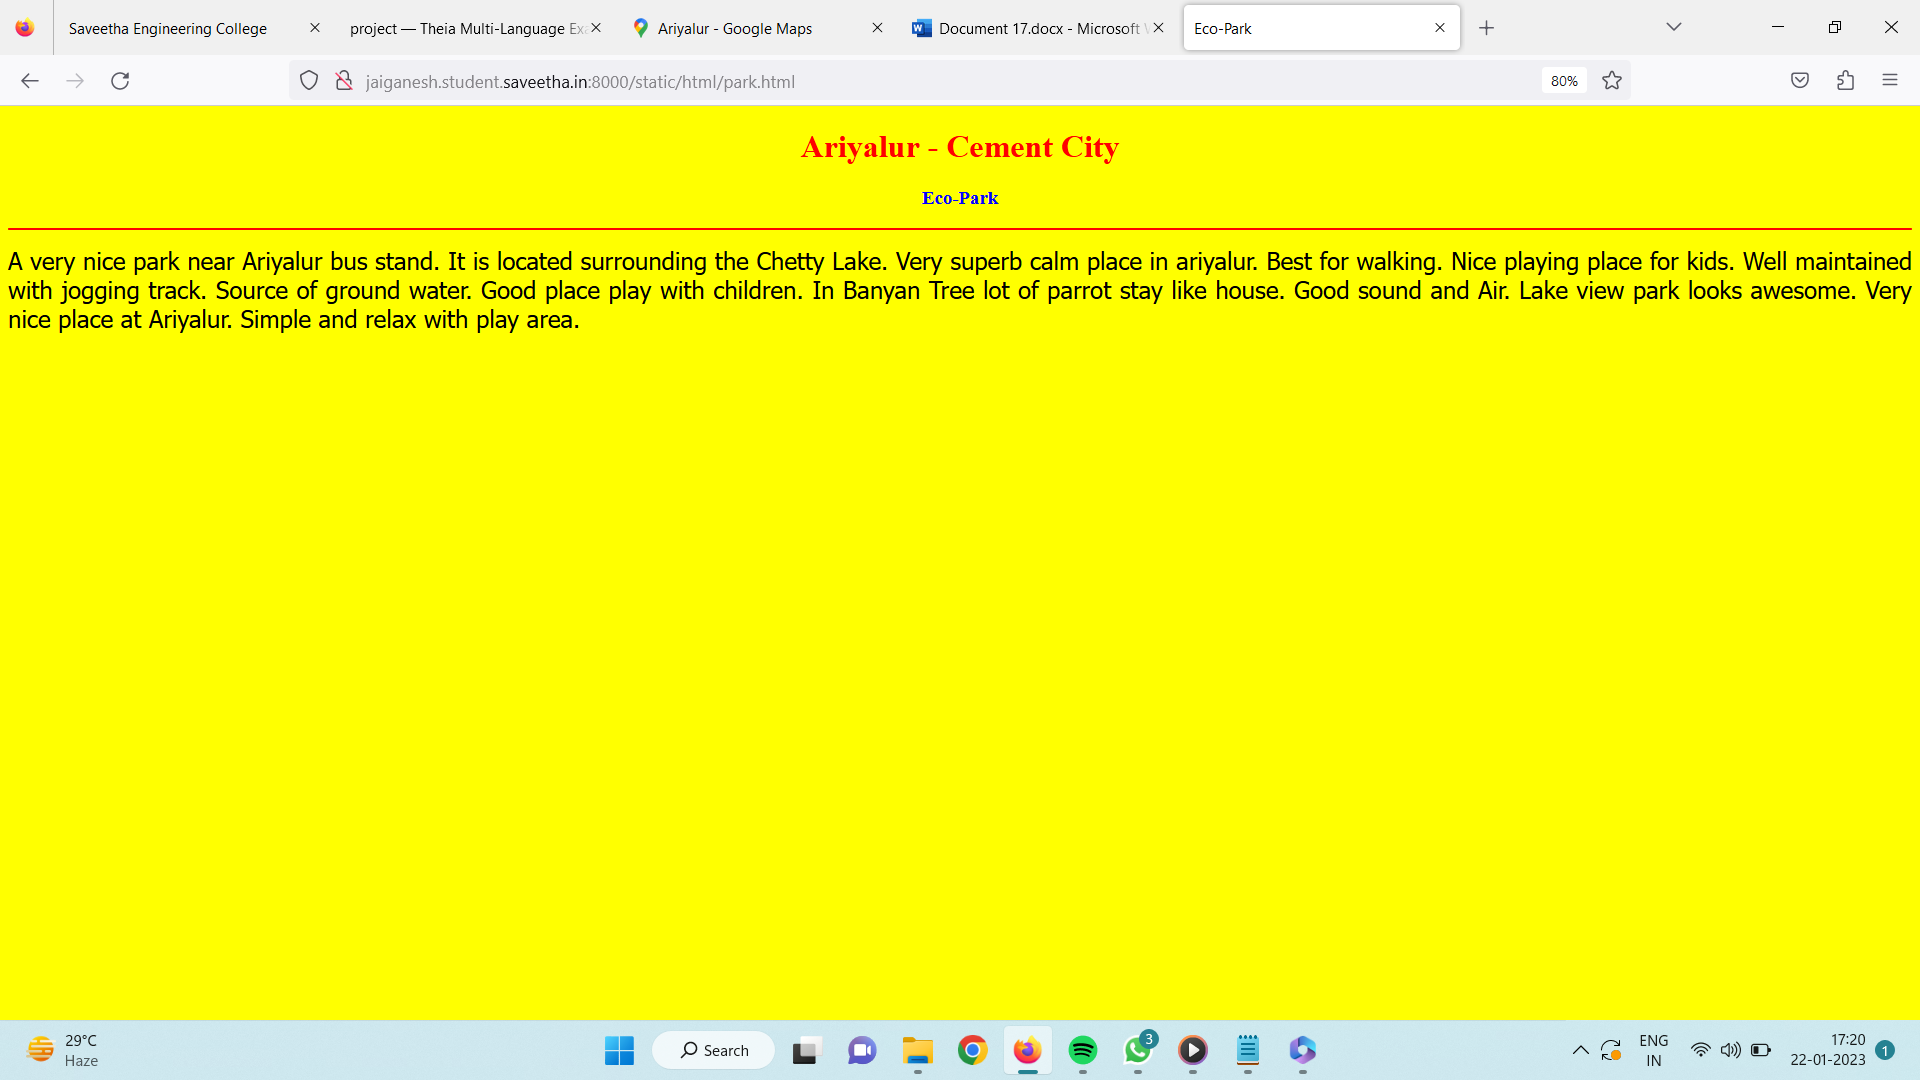 Saveetha Engineering College
project — Theia Multi-Language Ex
Ariyalur - Google Maps
Document 17.docx - Microsoft
Eco-Park
jaiganesh.student.saveetha.in:8000/static/html/park.html
80%
Ariyalur - Cement City
Eco-Park
A very nice park near Ariyalur bus stand. It is located surrounding the Chetty Lake. Very superb calm place in ariyalur. Best for walking. Nice playing place for kids. Well maintained
with jogging track. Source of ground water. Good place play with children. In Banyan Tree lot of parrot stay like house. Good sound and Air. Lake view park looks awesome. Very
nice place at Ariyalur. Simple and relax with play area.
29°C
Haze
Search
3
ENG
IN
17:20
22-01-2023
1